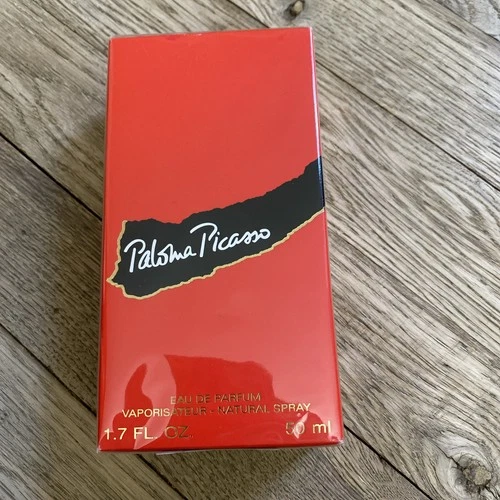 Paloma Picasso
EAU DE PARFUM
VAPORISATEUR - NATURAL SPRAY
1.7 FL. OZ. 50 ml